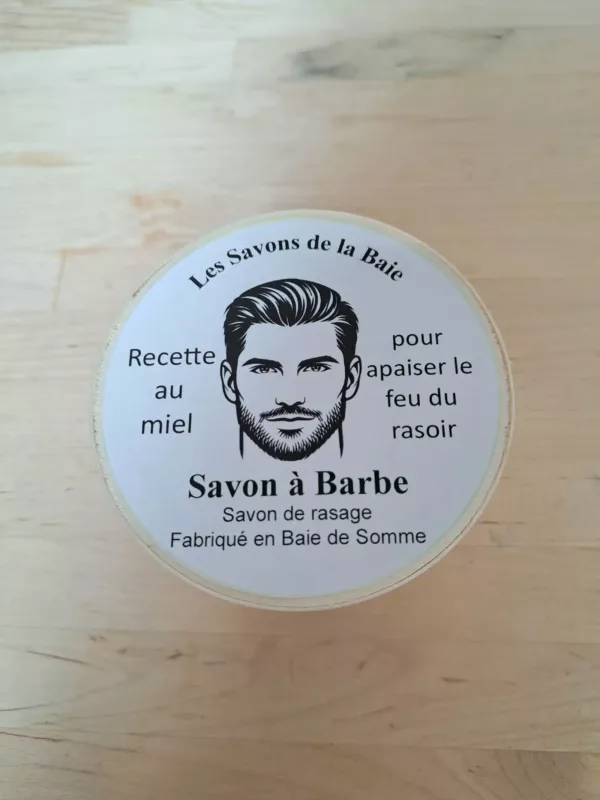 Les Savons de la Baie
Recette
au
miel
pour
apaiser le
feu du
rasoir
Savon à Barbe
Savon de rasage
Fabriqué en Baie de Somme